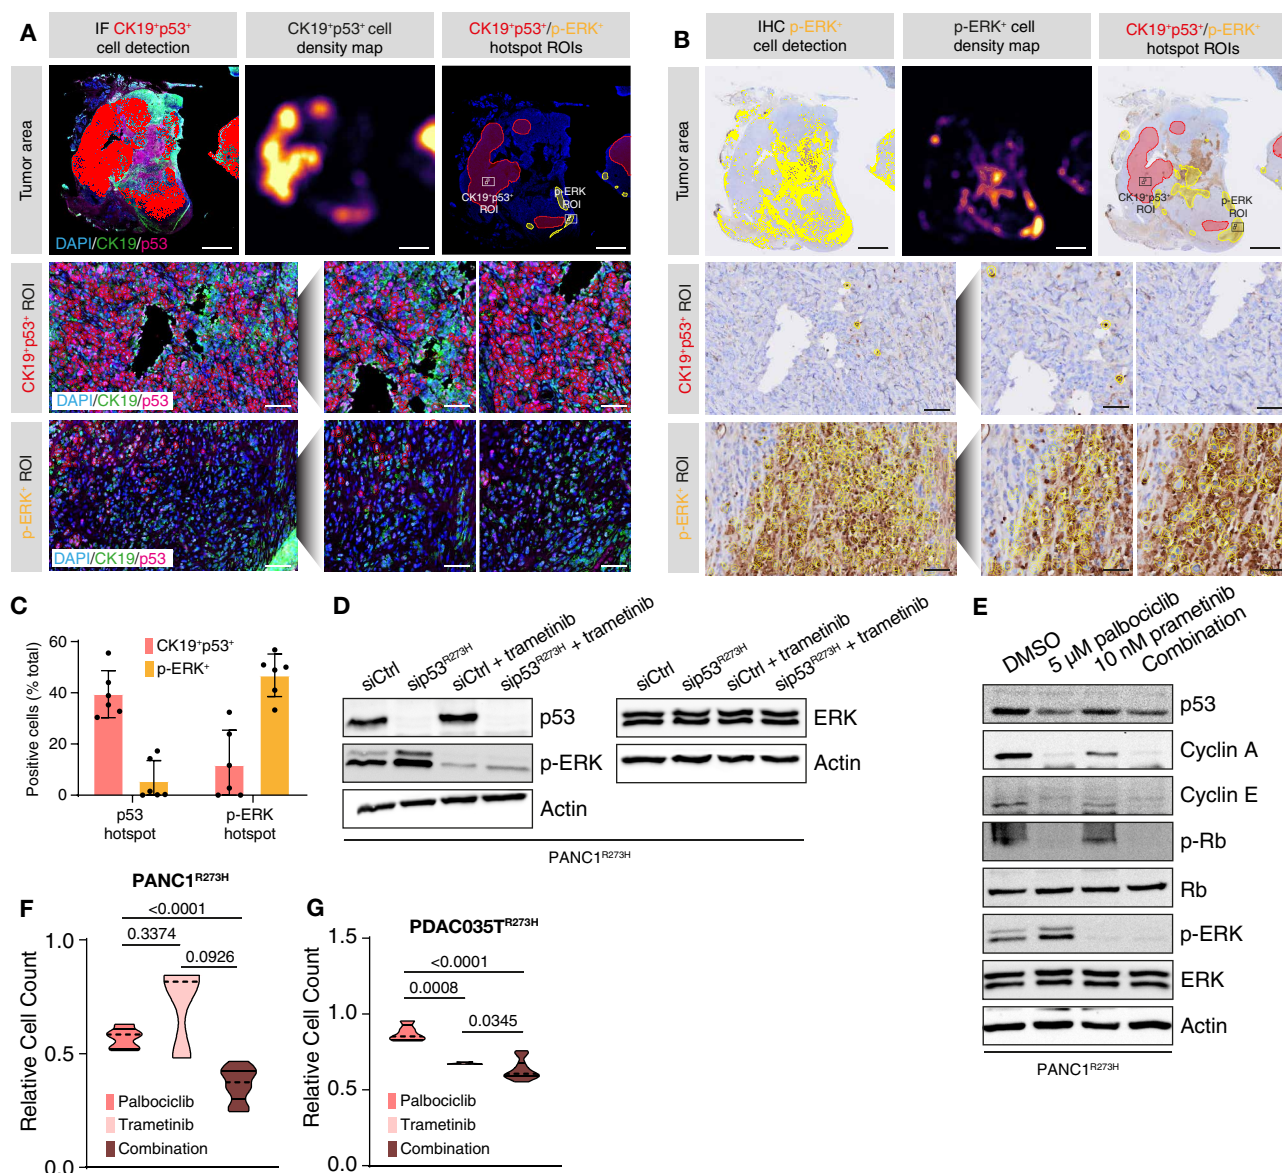 A
IF CK19⁺p53⁺
cell detection
CK19⁺p53⁺ cell
density map
CK19⁺p53⁺/p-ERK⁺
hotspot ROIs
Tumor area
DAPI/CK19/p53
CK19⁺p53⁺
ROI
p-ERK
ROI
CK19⁺p53⁺ ROI
DAPI/CK19/p53
p-ERK⁺ ROI
DAPI/CK19/p53
B
IHC p-ERK⁺
cell detection
p-ERK⁺ cell
density map
CK19⁺p53⁺/p-ERK⁺
hotspot ROIs
Tumor area
CK19⁺p53⁺
ROI
p-ERK
ROI
CK19⁺p53⁺ ROI
p-ERK⁺ ROI
C
Positive cells (% total)
60
40
20
0
CK19⁺p53⁺
p-ERK⁺
p53
hotspot
p-ERK
hotspot
D
siCtrl
sip53ᴿ²⁷³ᴴ
siCtrl + trametinib
sip53ᴿ²⁷³ᴴ + trametinib
p53
p-ERK
Actin
siCtrl
sip53ᴿ²⁷³ᴴ
siCtrl + trametinib
sip53ᴿ²⁷³ᴴ + trametinib
ERK
Actin
PANC1ᴿ²⁷³ᴴ
E
DMSO
5 µM palbociclib
10 nM prametinib
Combination
p53
Cyclin A
Cyclin E
p-Rb
Rb
p-ERK
ERK
Actin
PANC1ᴿ²⁷³ᴴ
F
PANC1ᴿ²⁷³ᴴ
Relative Cell Count
1.0
0.5
0.0
<0.0001
0.3374
0.0926
Palbociclib
Trametinib
Combination
G
PDAC035Tᴿ²⁷³ᴴ
Relative Cell Count
1.5
1.0
0.5
0.0
<0.0001
0.0008
0.0345
Palbociclib
Trametinib
Combination